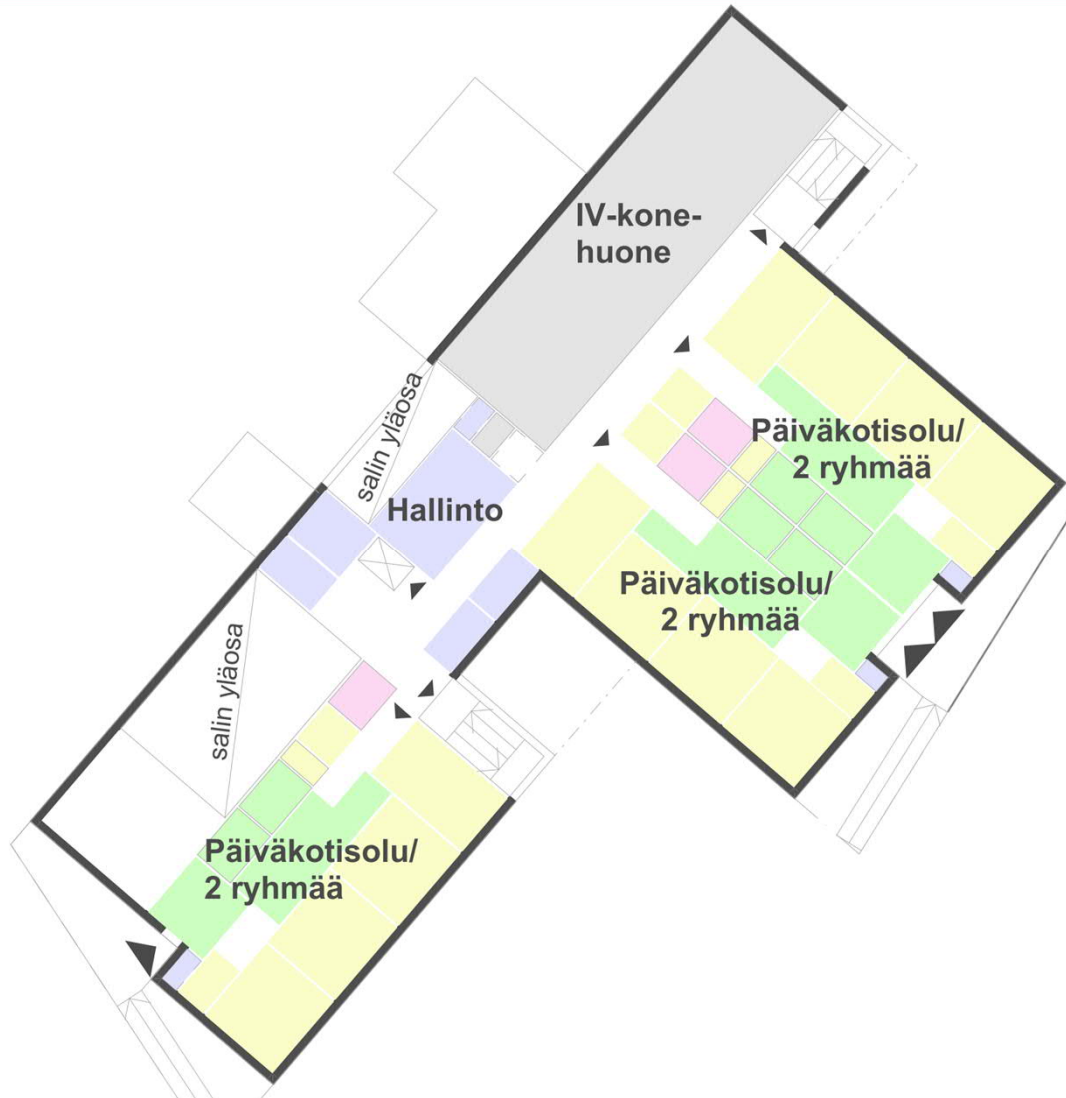 IV-kone-
huone
salin yläosa
Päiväkotisolu/
2 ryhmää
Hallinto
Päiväkotisolu/
2 ryhmää
salin yläosa
Päiväkotisolu/
2 ryhmää